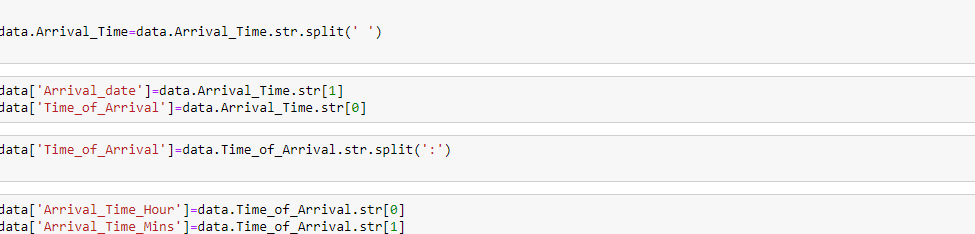 data.Arrival_Time=data.Arrival_Time.str.split(' ')
data['Arrival_date']=data.Arrival_Time.str[1]
data['Time_of_Arrival']=data.Arrival_Time.str[0]
data['Time_of_Arrival']=data.Time_of_Arrival.str.split(':')
data['Arrival_Time_Hour']=data.Time_of_Arrival.str[0]
data['Arrival_Time_Mins']=data.Time_of_Arrival.str[1]